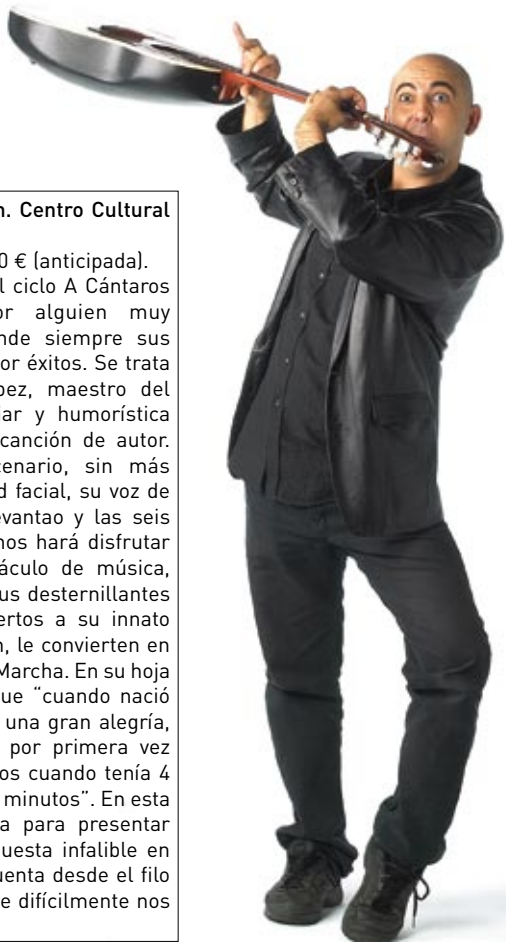 n. Centro Cultural
0 € (anticipada).
l ciclo A Cántaros
or alguien muy
nde siempre sus
or éxitos. Se trata
pez, maestro del
iar y humorística
canción de autor.
cenario, sin más
d facial, su voz de
evantao y las seis
nos hará disfrutar
áculo de música,
us desternillantes
ertos a su innato
n, le convierten en
Marcha. En su hoja
ue “cuando nació
una gran alegría,
por primera vez
os cuando tenía 4
minutos”. En esta
a para presentar
uesta infalible en
uenta desde el filo
e difícilmente nos